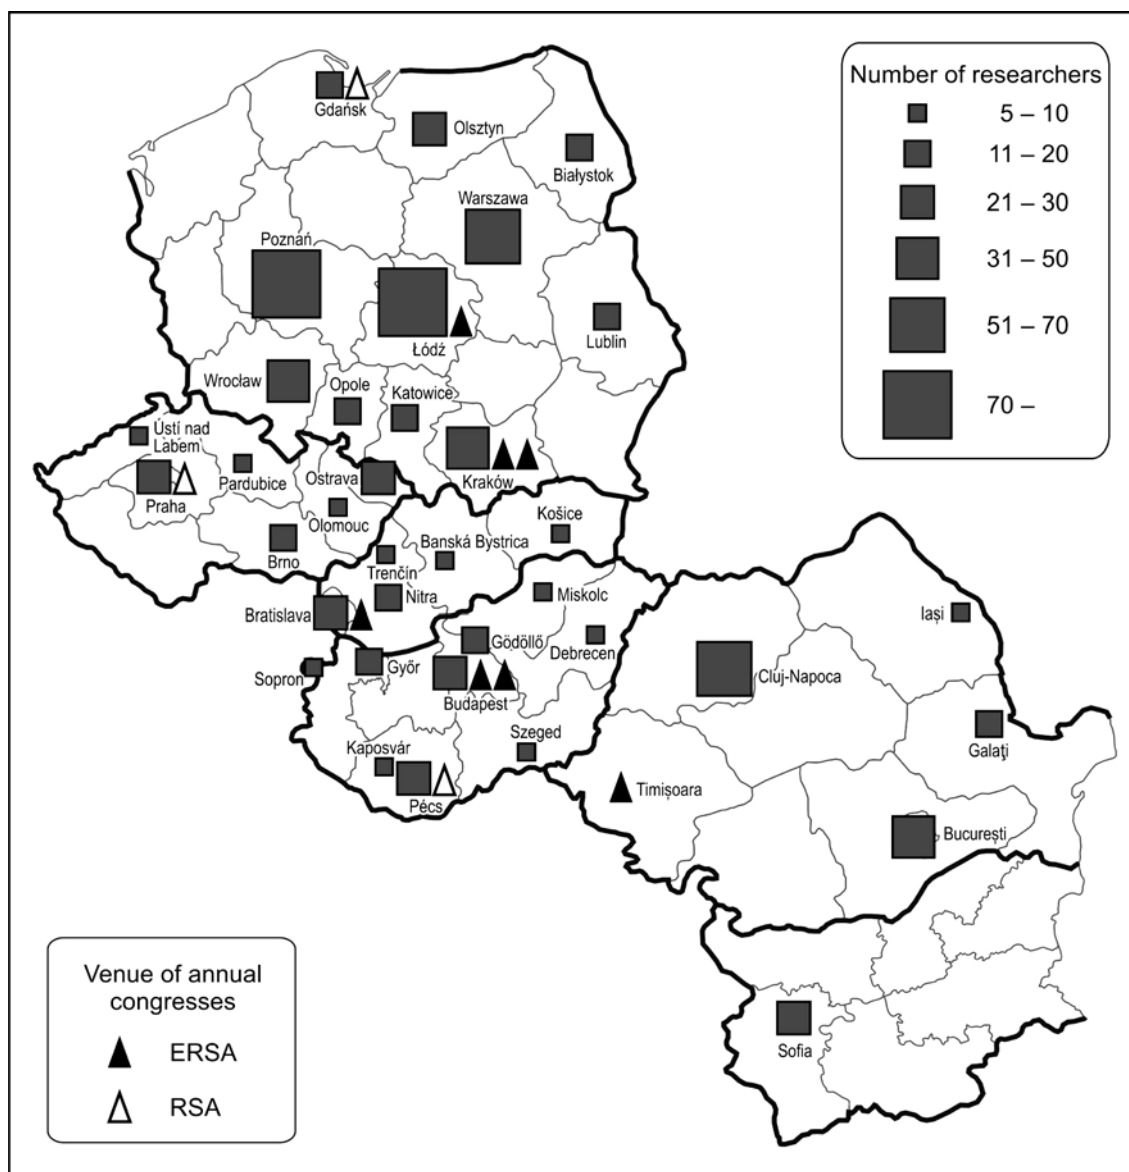 Number of researchers
5 – 10
11 – 20
21 – 30
31 – 50
51 – 70
70 –
Gdańsk
Olsztyn
Białystok
Warszawa
Poznań
Łódź
Lublin
Wrocław
Opole
Katowice
Kraków
Ústí nad
Labem
Praha
Pardubice
Ostrava
Olomouc
Brno
Košice
Banská Bystrica
Trenčín
Nitra
Bratislava
Miskolc
Iași
Gödöllő
Debrecen
Sopron
Győr
Budapest
Cluj-Napoca
Szeged
Galați
Kaposvár
Pécs
Timișoara
București
Sofia
Venue of annual
congresses
ERSA
RSA